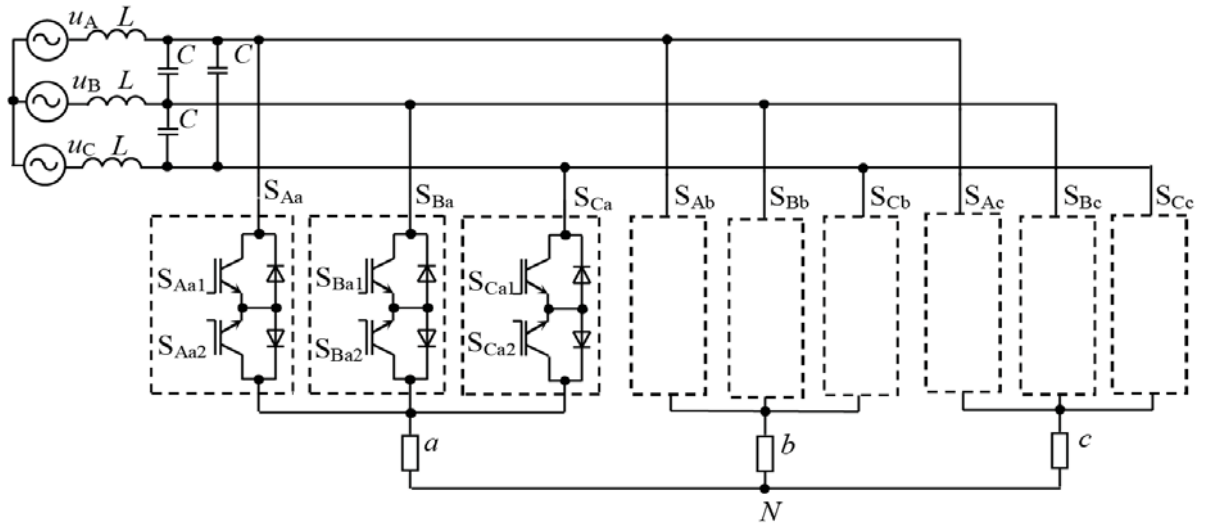 u_A L
C C
u_B L
C
u_C L
S_Aa S_Ba S_Ca S_Ab S_Bb S_Cb S_Ac S_Bc S_Cc
S_Aa1 S_Ba1 S_Ca1
S_Aa2 S_Ba2 S_Ca2
a b c
N